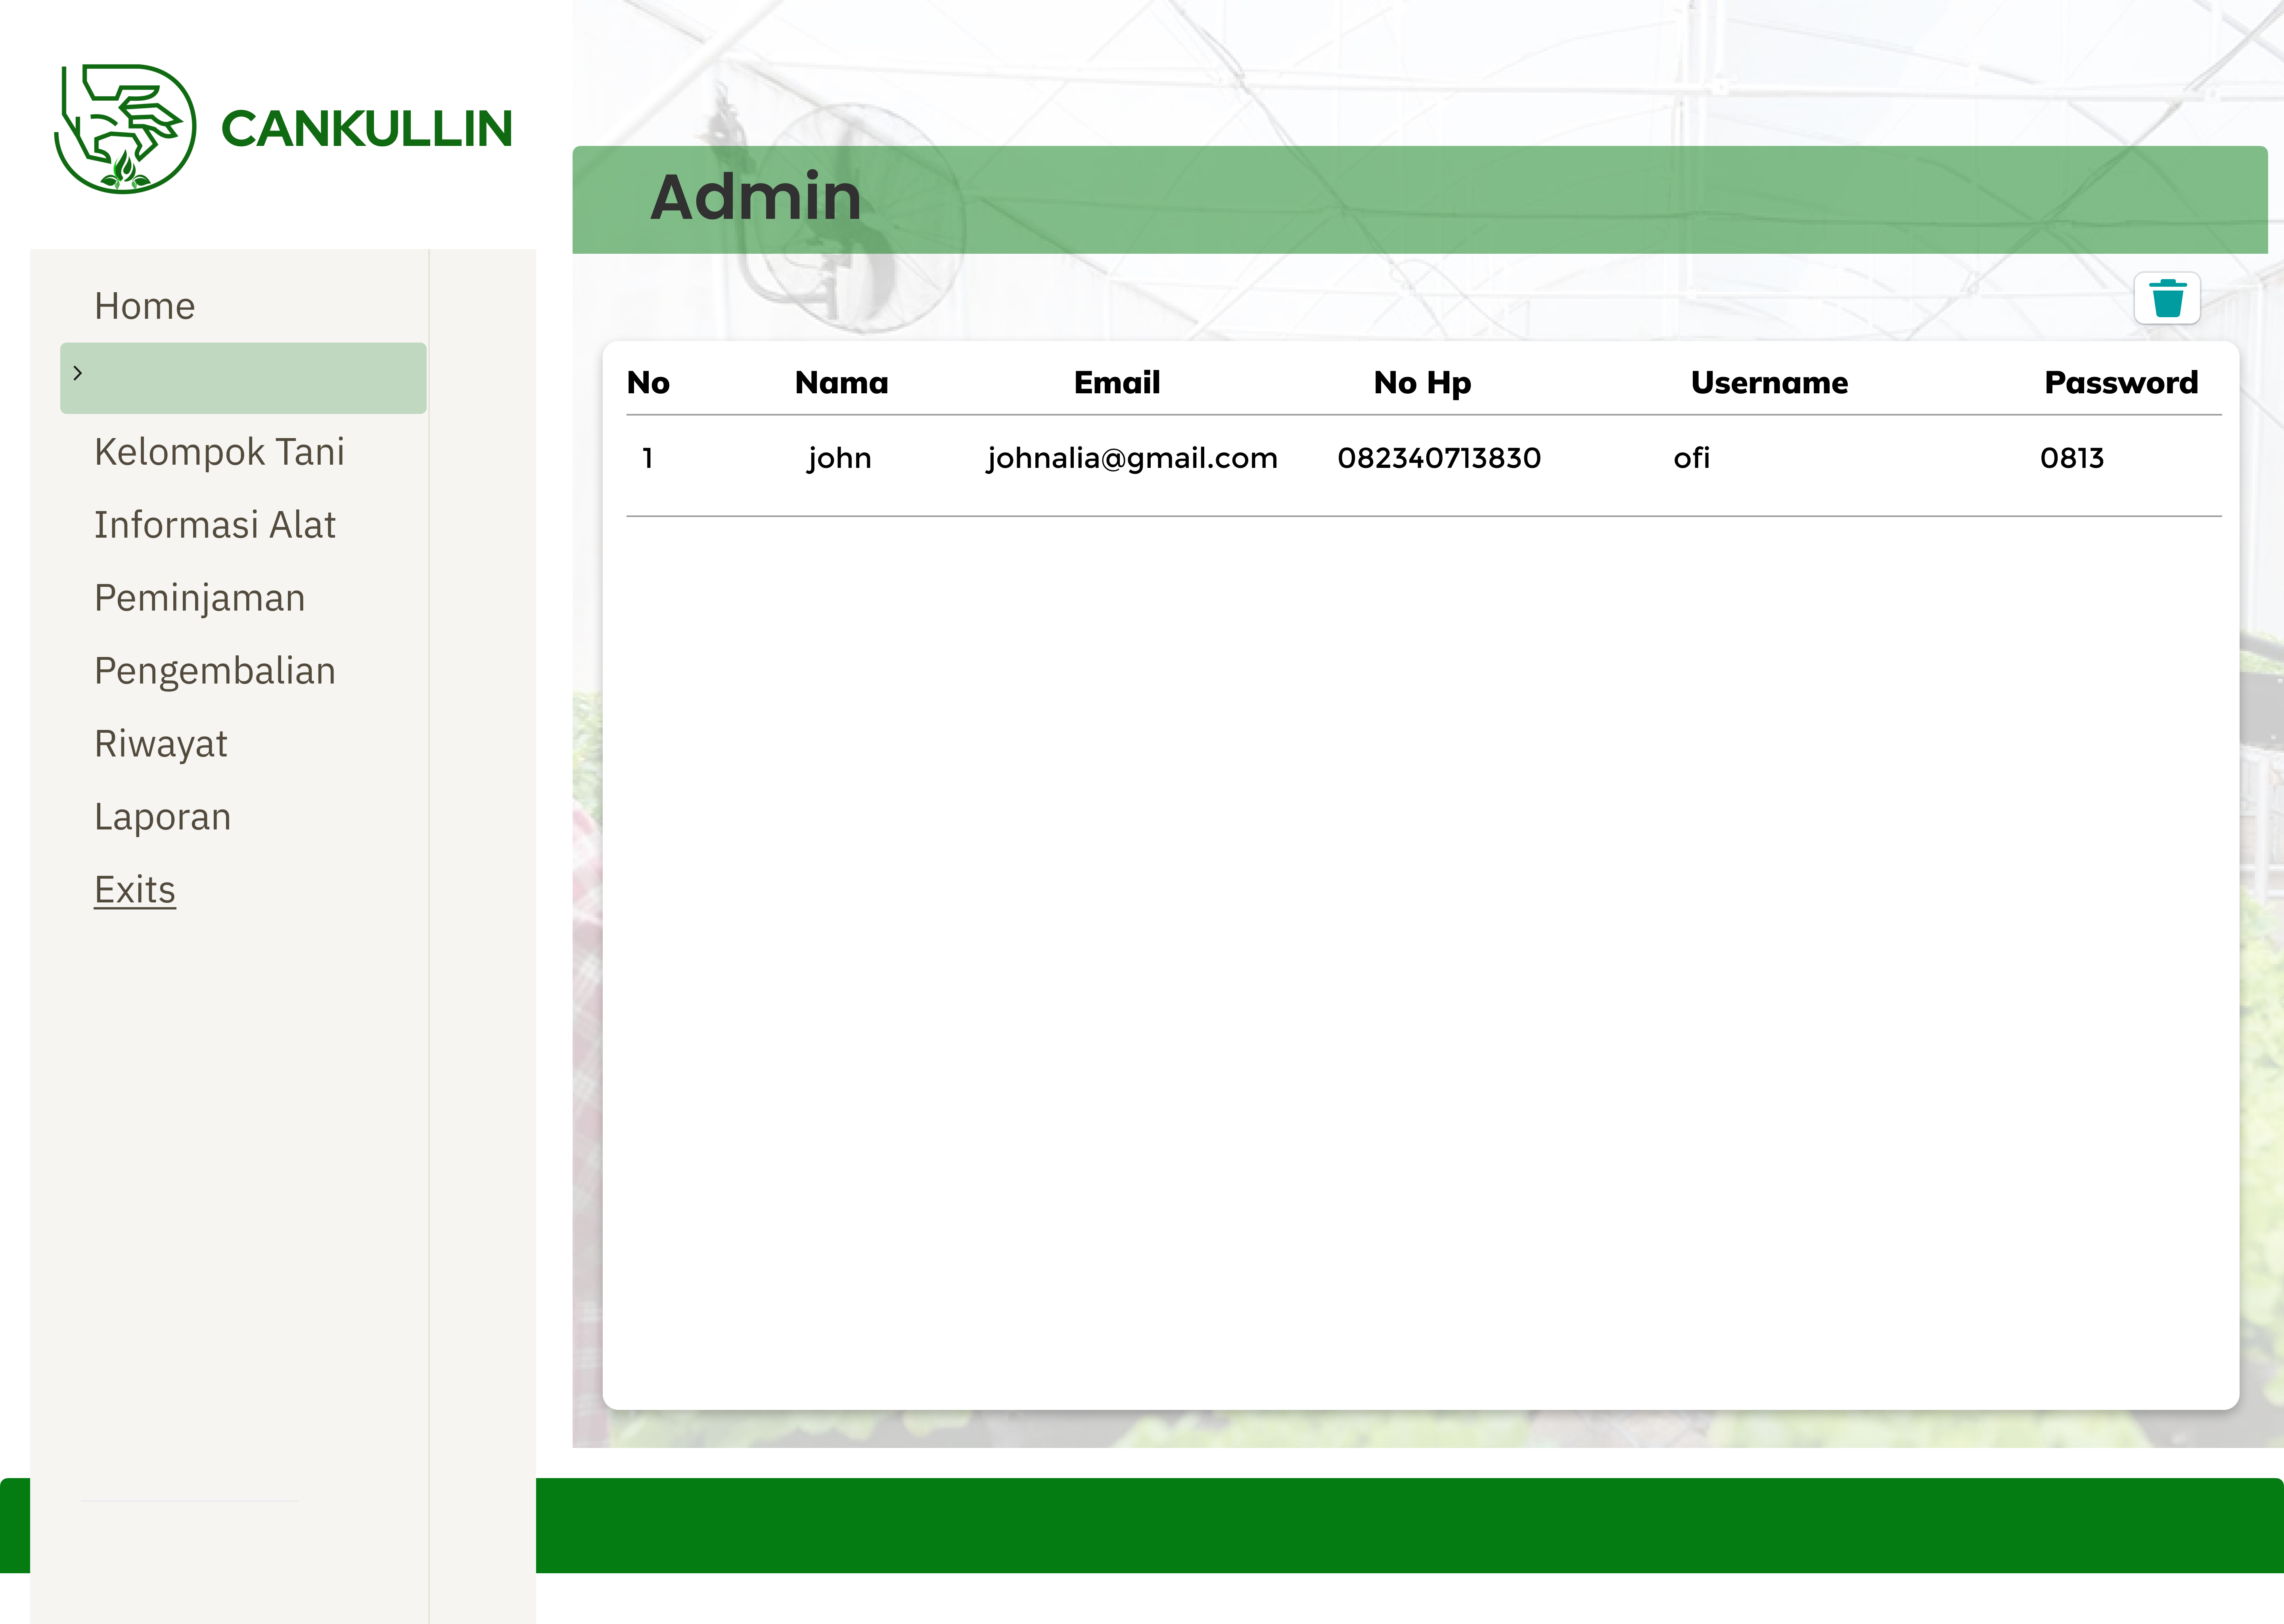 CANKULLIN
Admin
Home
Kelompok Tani
Informasi Alat
Peminjaman
Pengembalian
Riwayat
Laporan
Exits
No Nama Email No Hp Username Password
1 john johnalia@gmail.com 082340713830 ofi 0813